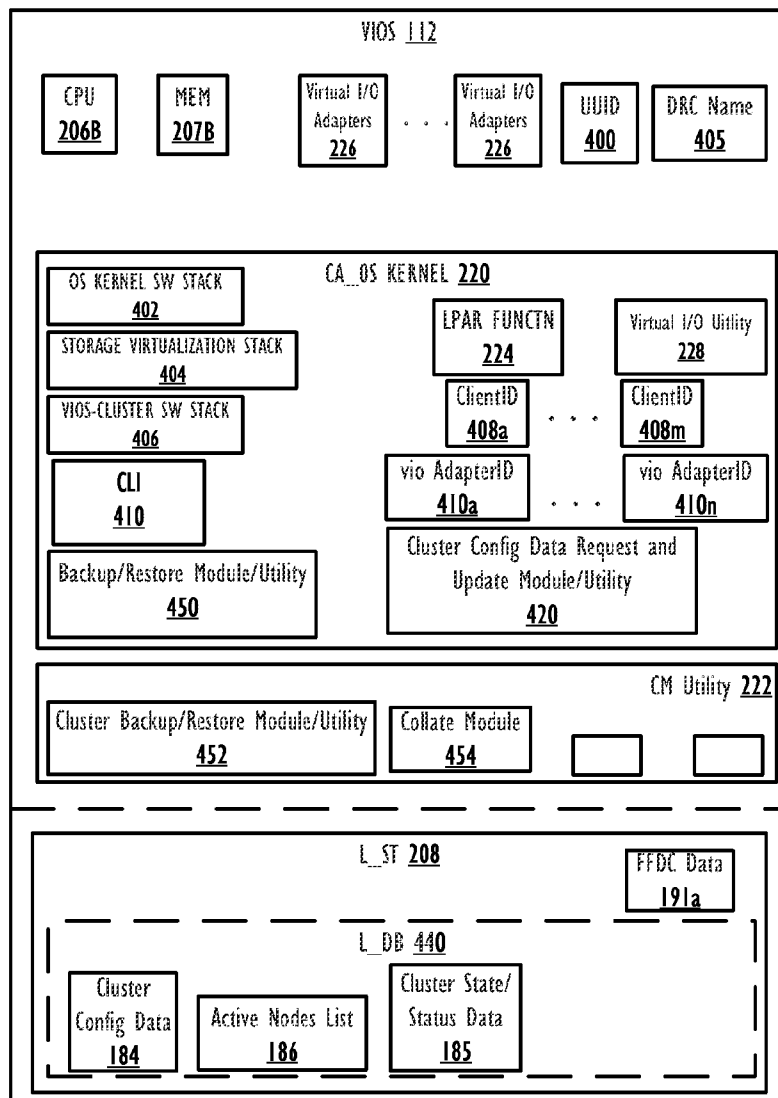 VIOS 112
CPU
206B
MEM
207B
Virtual I/O
Adapters
226
. . .
Virtual I/O
Adapters
226
UUID
400
DRC Name
405
CA_OS KERNEL 220
OS KERNEL SW STACK
402
STORAGE VIRTUALIZATION STACK
404
VIOS-CLUSTER SW STACK
406
CLI
410
Backup/Restore Module/Utility
450
LPAR FUNCTN
224
Virtual I/O Uitlity
228
ClientID
408a
. . .
ClientID
408m
vio AdapterID
410a
. . .
vio AdapterID
410n
Cluster Config Data Request and
Update Module/Utility
420
CM Utility 222
Cluster Backup/Restore Module/Utility
452
Collate Module
454
L_ST 208
FFDC Data
191a
L_DB 440
Cluster
Config Data
184
Active Nodes List
186
Cluster State/
Status Data
185